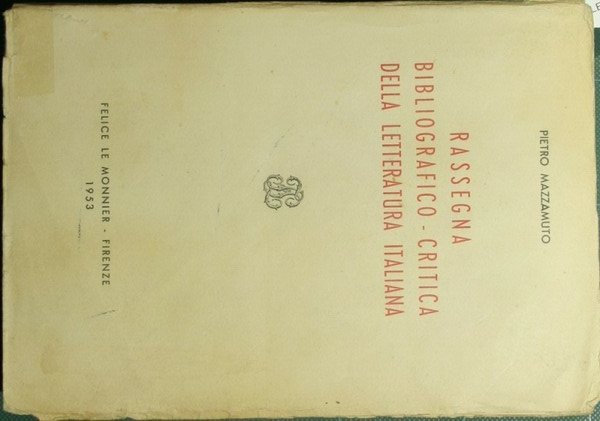 PIETRO MAZZAMUTO
RASSEGNA
BIBLIOGRAFICO - CRITICA
DELLA LETTERATURA ITALIANA
FELICE LE MONNIER - FIRENZE
1953